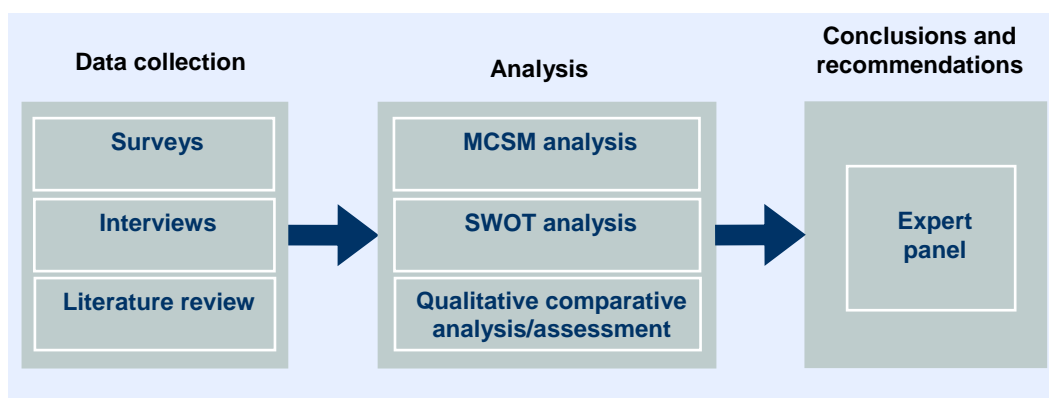 Data collection
Surveys
Interviews
Literature review
Analysis
MCSM analysis
SWOT analysis
Qualitative comparative
analysis/assessment
Conclusions and
recommendations
Expert
panel